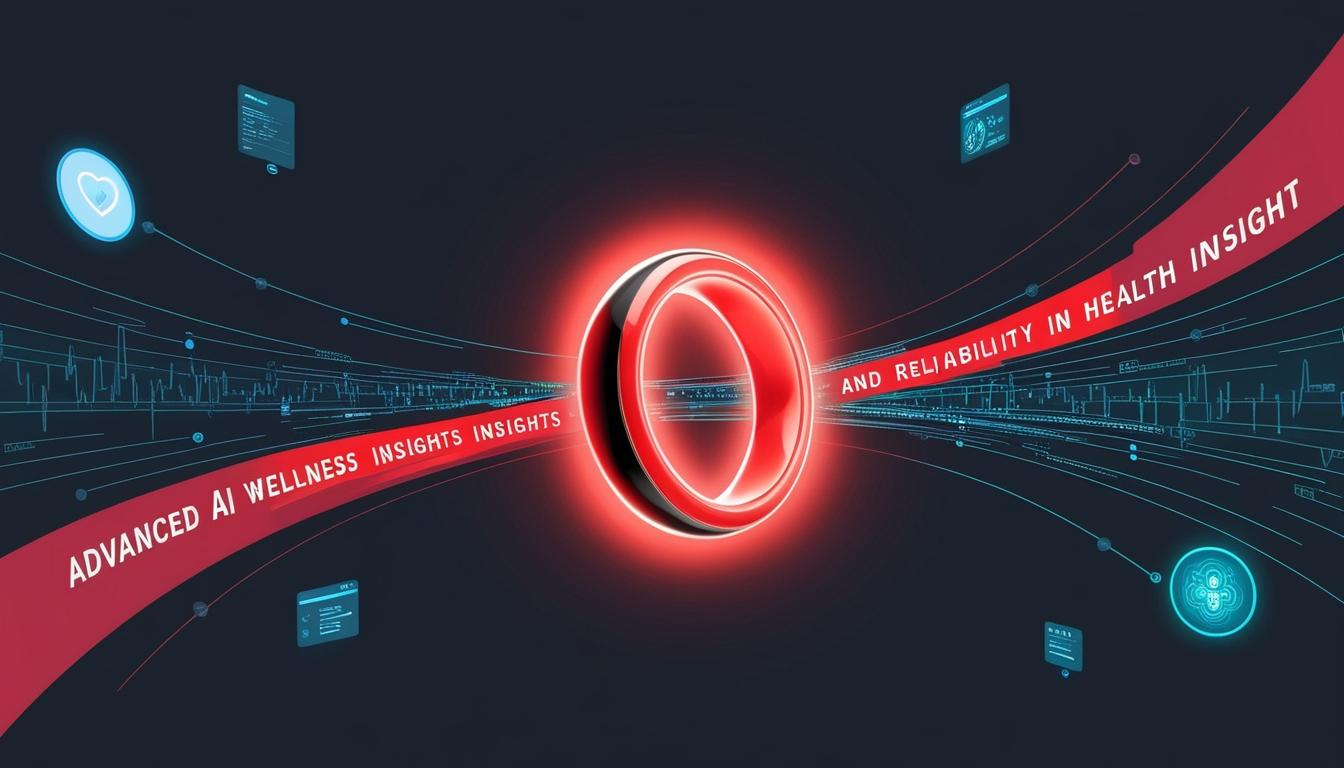 ADVANCED AI WELLNESS INSIGHTS INSIGHTS
AND RELIABILITY IN HEALTH INSIGHT